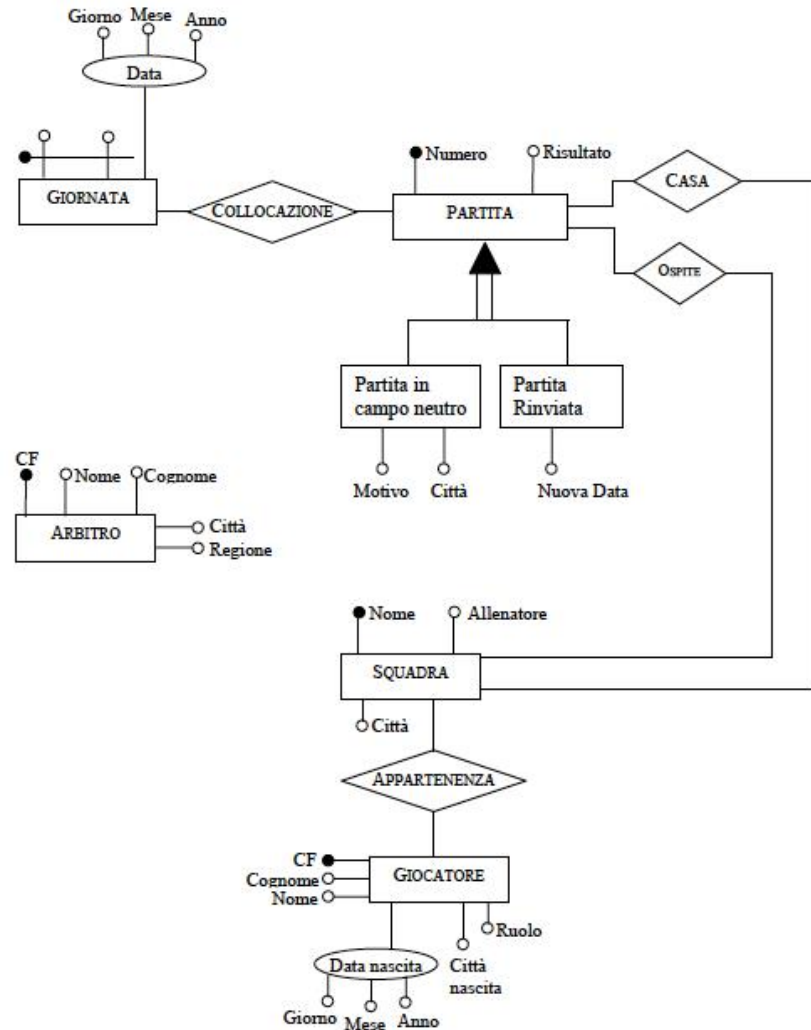 Giorno Mese Anno
Data
GIORNATA
COLLOCAZIONE
Numero
Risultato
PARTITA
CASA
OSPITE
Partita in
campo neutro
Partita
Rinviata
Motivo
Città
Nuova Data
CF
Nome
Cognome
ARBITRO
Città
Regione
Nome
Allenatore
SQUADRA
Città
APPARTENENZA
CF
Cognome
Nome
GIOCATORE
Ruolo
Città
nascita
Data nascita
Giorno Mese Anno